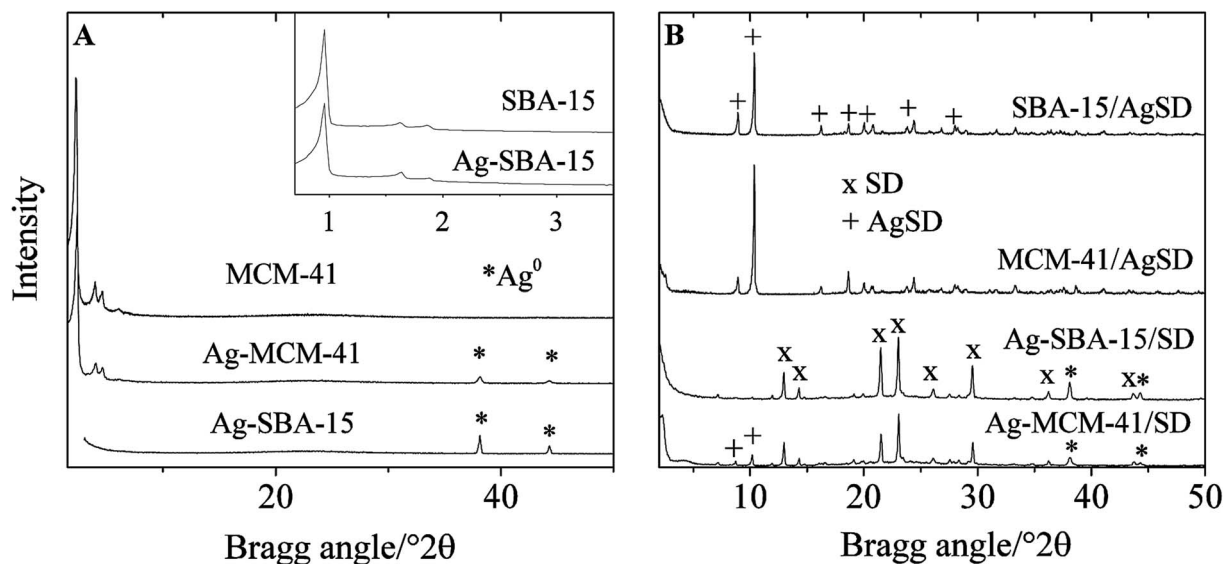 A
SBA-15
Ag-SBA-15
1 2 3
MCM-41
*Ag⁰
Ag-MCM-41
* *
Ag-SBA-15
* *
20 40
Bragg angle/°2θ
Intensity
B
+
+ + + + + +
SBA-15/AgSD
x SD
+ AgSD
MCM-41/AgSD
Ag-SBA-15/SD
x x x x x x x * x *
Ag-MCM-41/SD
+ + * *
10 20 30 40 50
Bragg angle/°2θ